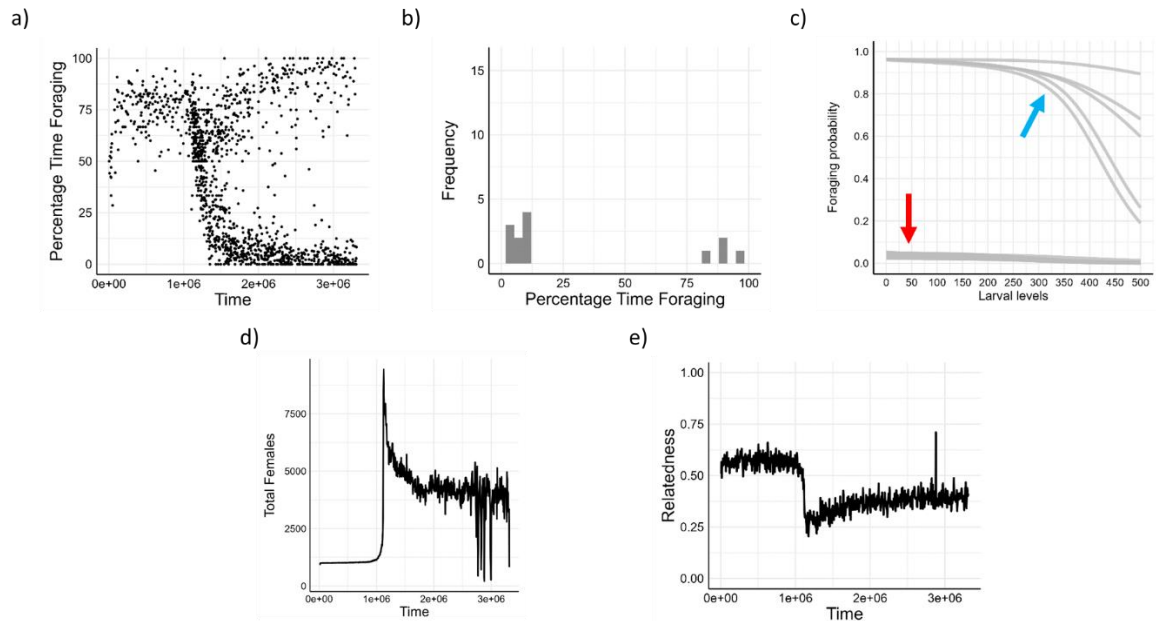 a)
Percentage Time Foraging
100
75
50
25
0
0e+00 1e+06 2e+06 3e+06
Time
b)
Frequency
15
10
5
0
0 25 50 75 100
Percentage Time Foraging
c)
Foraging probability
1.0
0.8
0.6
0.4
0.2
0.0
0 50 100 150 200 250 300 350 400 450 500
Larval levels
d)
Total Females
7500
5000
2500
0
0e+00 1e+06 2e+06 3e+06
Time
e)
Relatedness
1.00
0.75
0.50
0.25
0.00
0e+00 1e+06 2e+06 3e+06
Time